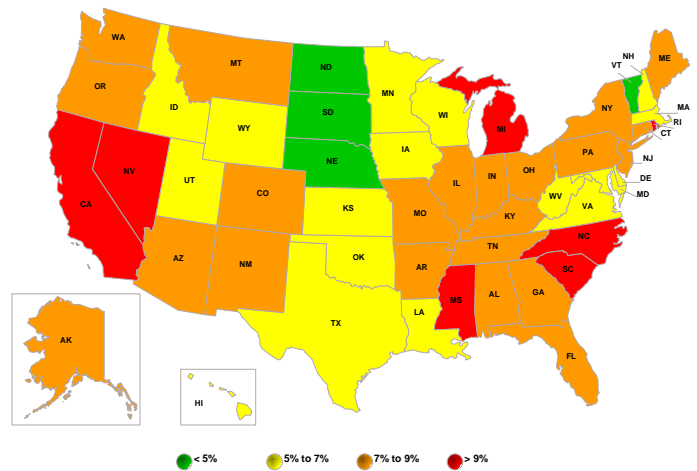 WA
MT
ND
MN
OR
ID
SD
WI
WY
NE
IA
MI
NV
UT
CO
KS
MO
IL
IN
OH
KY
CA
AZ
NM
OK
AR
TN
TX
LA
MS
AL
GA
SC
NC
VA
WV
FL
PA
NY
ME
NH
VT
MA
RI
CT
NJ
DE
MD
AK
HI
< 5%
5% to 7%
7% to 9%
> 9%